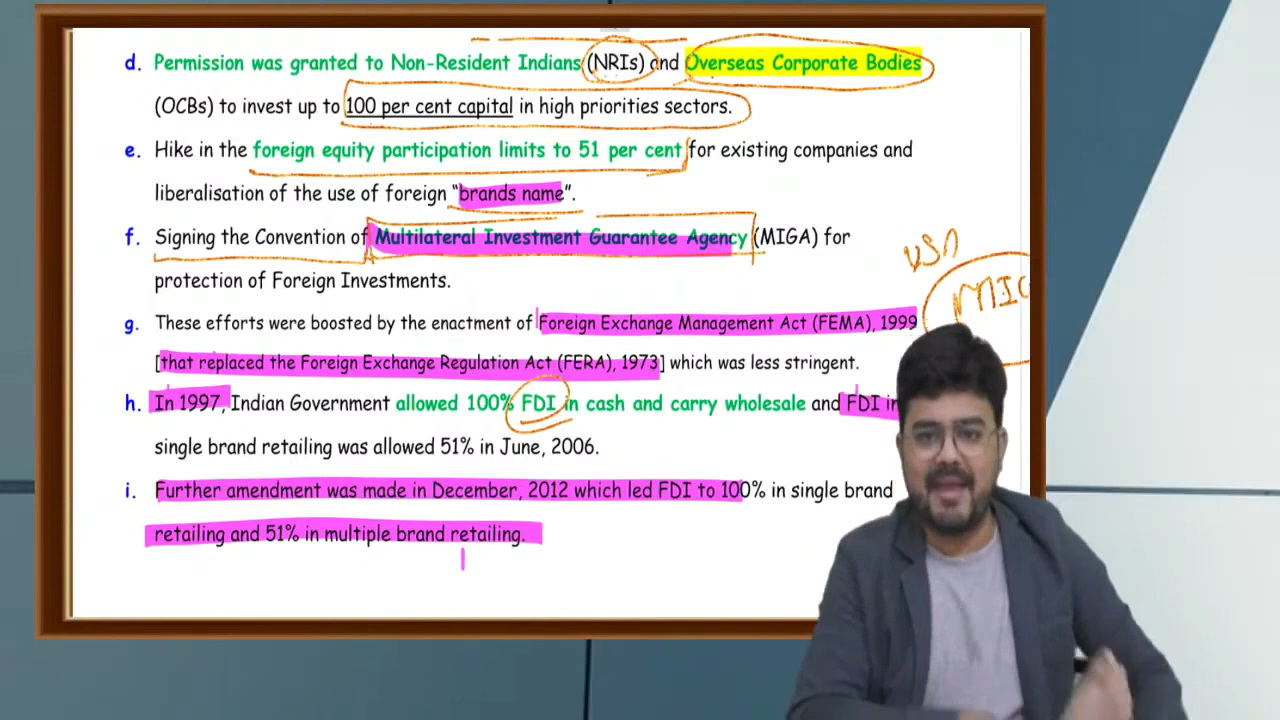 d. Permission was granted to Non-Resident Indians (NRIs) and Overseas Corporate Bodies
(OCBs) to invest up to 100 per cent capital in high priorities sectors.
e. Hike in the foreign equity participation limits to 51 per cent for existing companies and
liberalisation of the use of foreign "brands name".
f. Signing the Convention of Multilateral Investment Guarantee Agency (MIGA) for
protection of Foreign Investments.
USA
MIG
g. These efforts were boosted by the enactment of Foreign Exchange Management Act (FEMA), 1999
[that replaced the Foreign Exchange Regulation Act (FERA), 1973] which was less stringent.
h. In 1997, Indian Government allowed 100% FDI in cash and carry wholesale and FDI in
single brand retailing was allowed 51% in June, 2006.
i. Further amendment was made in December, 2012 which led FDI to 100% in single brand
retailing and 51% in multiple brand retailing.